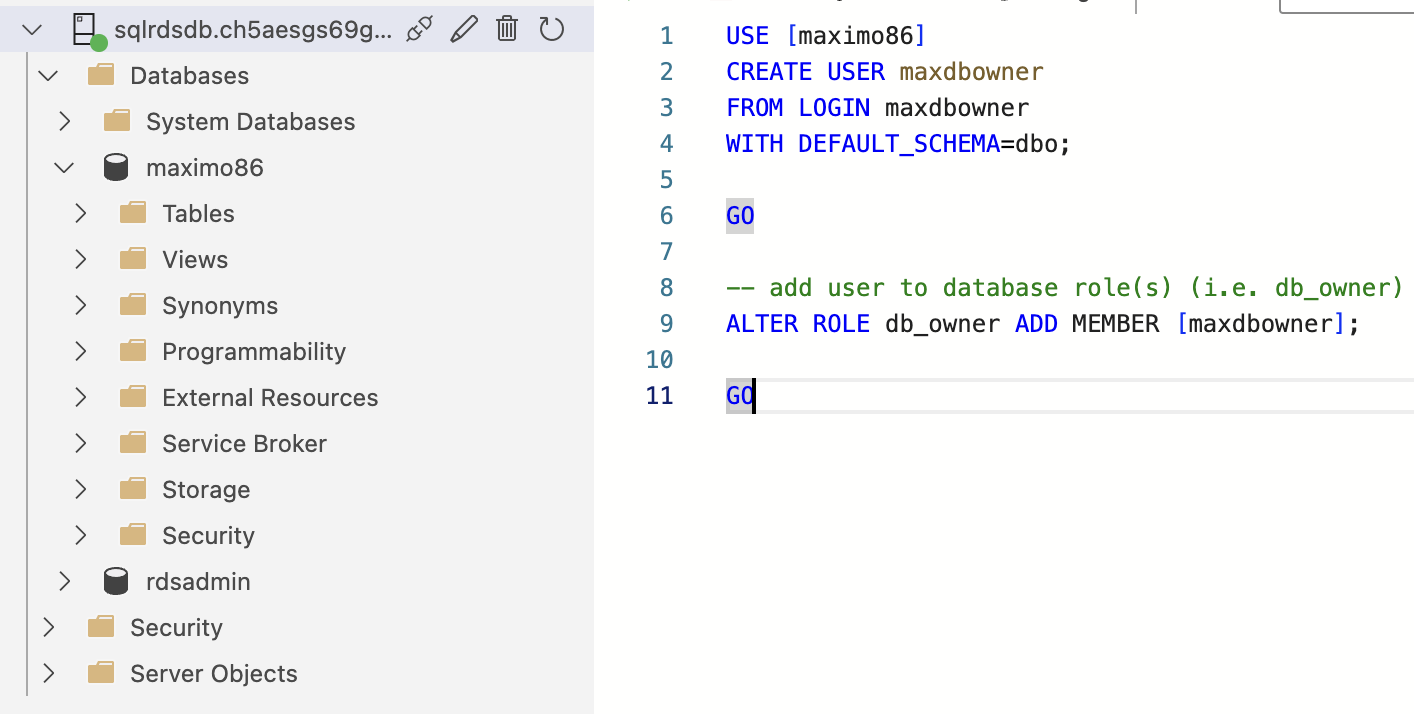 sqlrdsdb.ch5aesgs69g...
Databases
System Databases
maximo86
Tables
Views
Synonyms
Programmability
External Resources
Service Broker
Storage
Security
rdsadmin
Security
Server Objects
1 USE [maximo86]
2 CREATE USER maxdbowner
3 FROM LOGIN maxdbowner
4 WITH DEFAULT_SCHEMA=dbo;
5
6 GO
7
8 -- add user to database role(s) (i.e. db_owner)
9 ALTER ROLE db_owner ADD MEMBER [maxdbowner];
10
11 GO